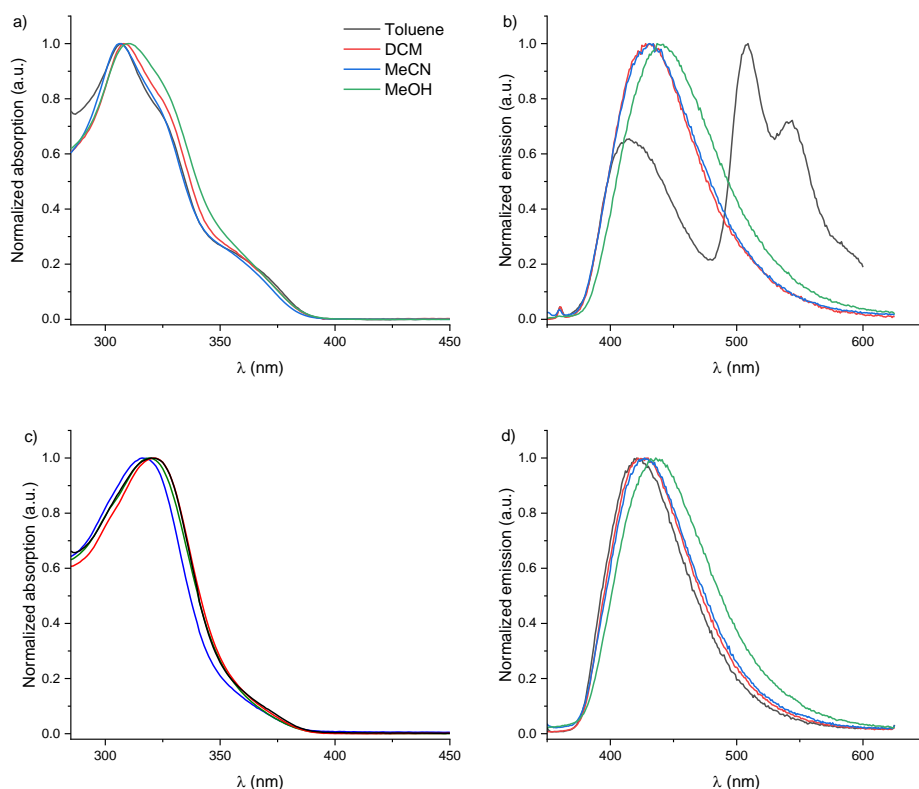 a)
Toluene
DCM
MeCN
MeOH
Normalized absorption (a.u.)
1.0
0.8
0.6
0.4
0.2
0.0
300 350 400 450
λ (nm)
b)
Normalized emission (a.u.)
1.0
0.8
0.6
0.4
0.2
0.0
400 500 600
λ (nm)
c)
Normalized absorption (a.u.)
1.0
0.8
0.6
0.4
0.2
0.0
300 350 400 450
λ (nm)
d)
Normalized emission (a.u.)
1.0
0.8
0.6
0.4
0.2
0.0
400 500 600
λ (nm)